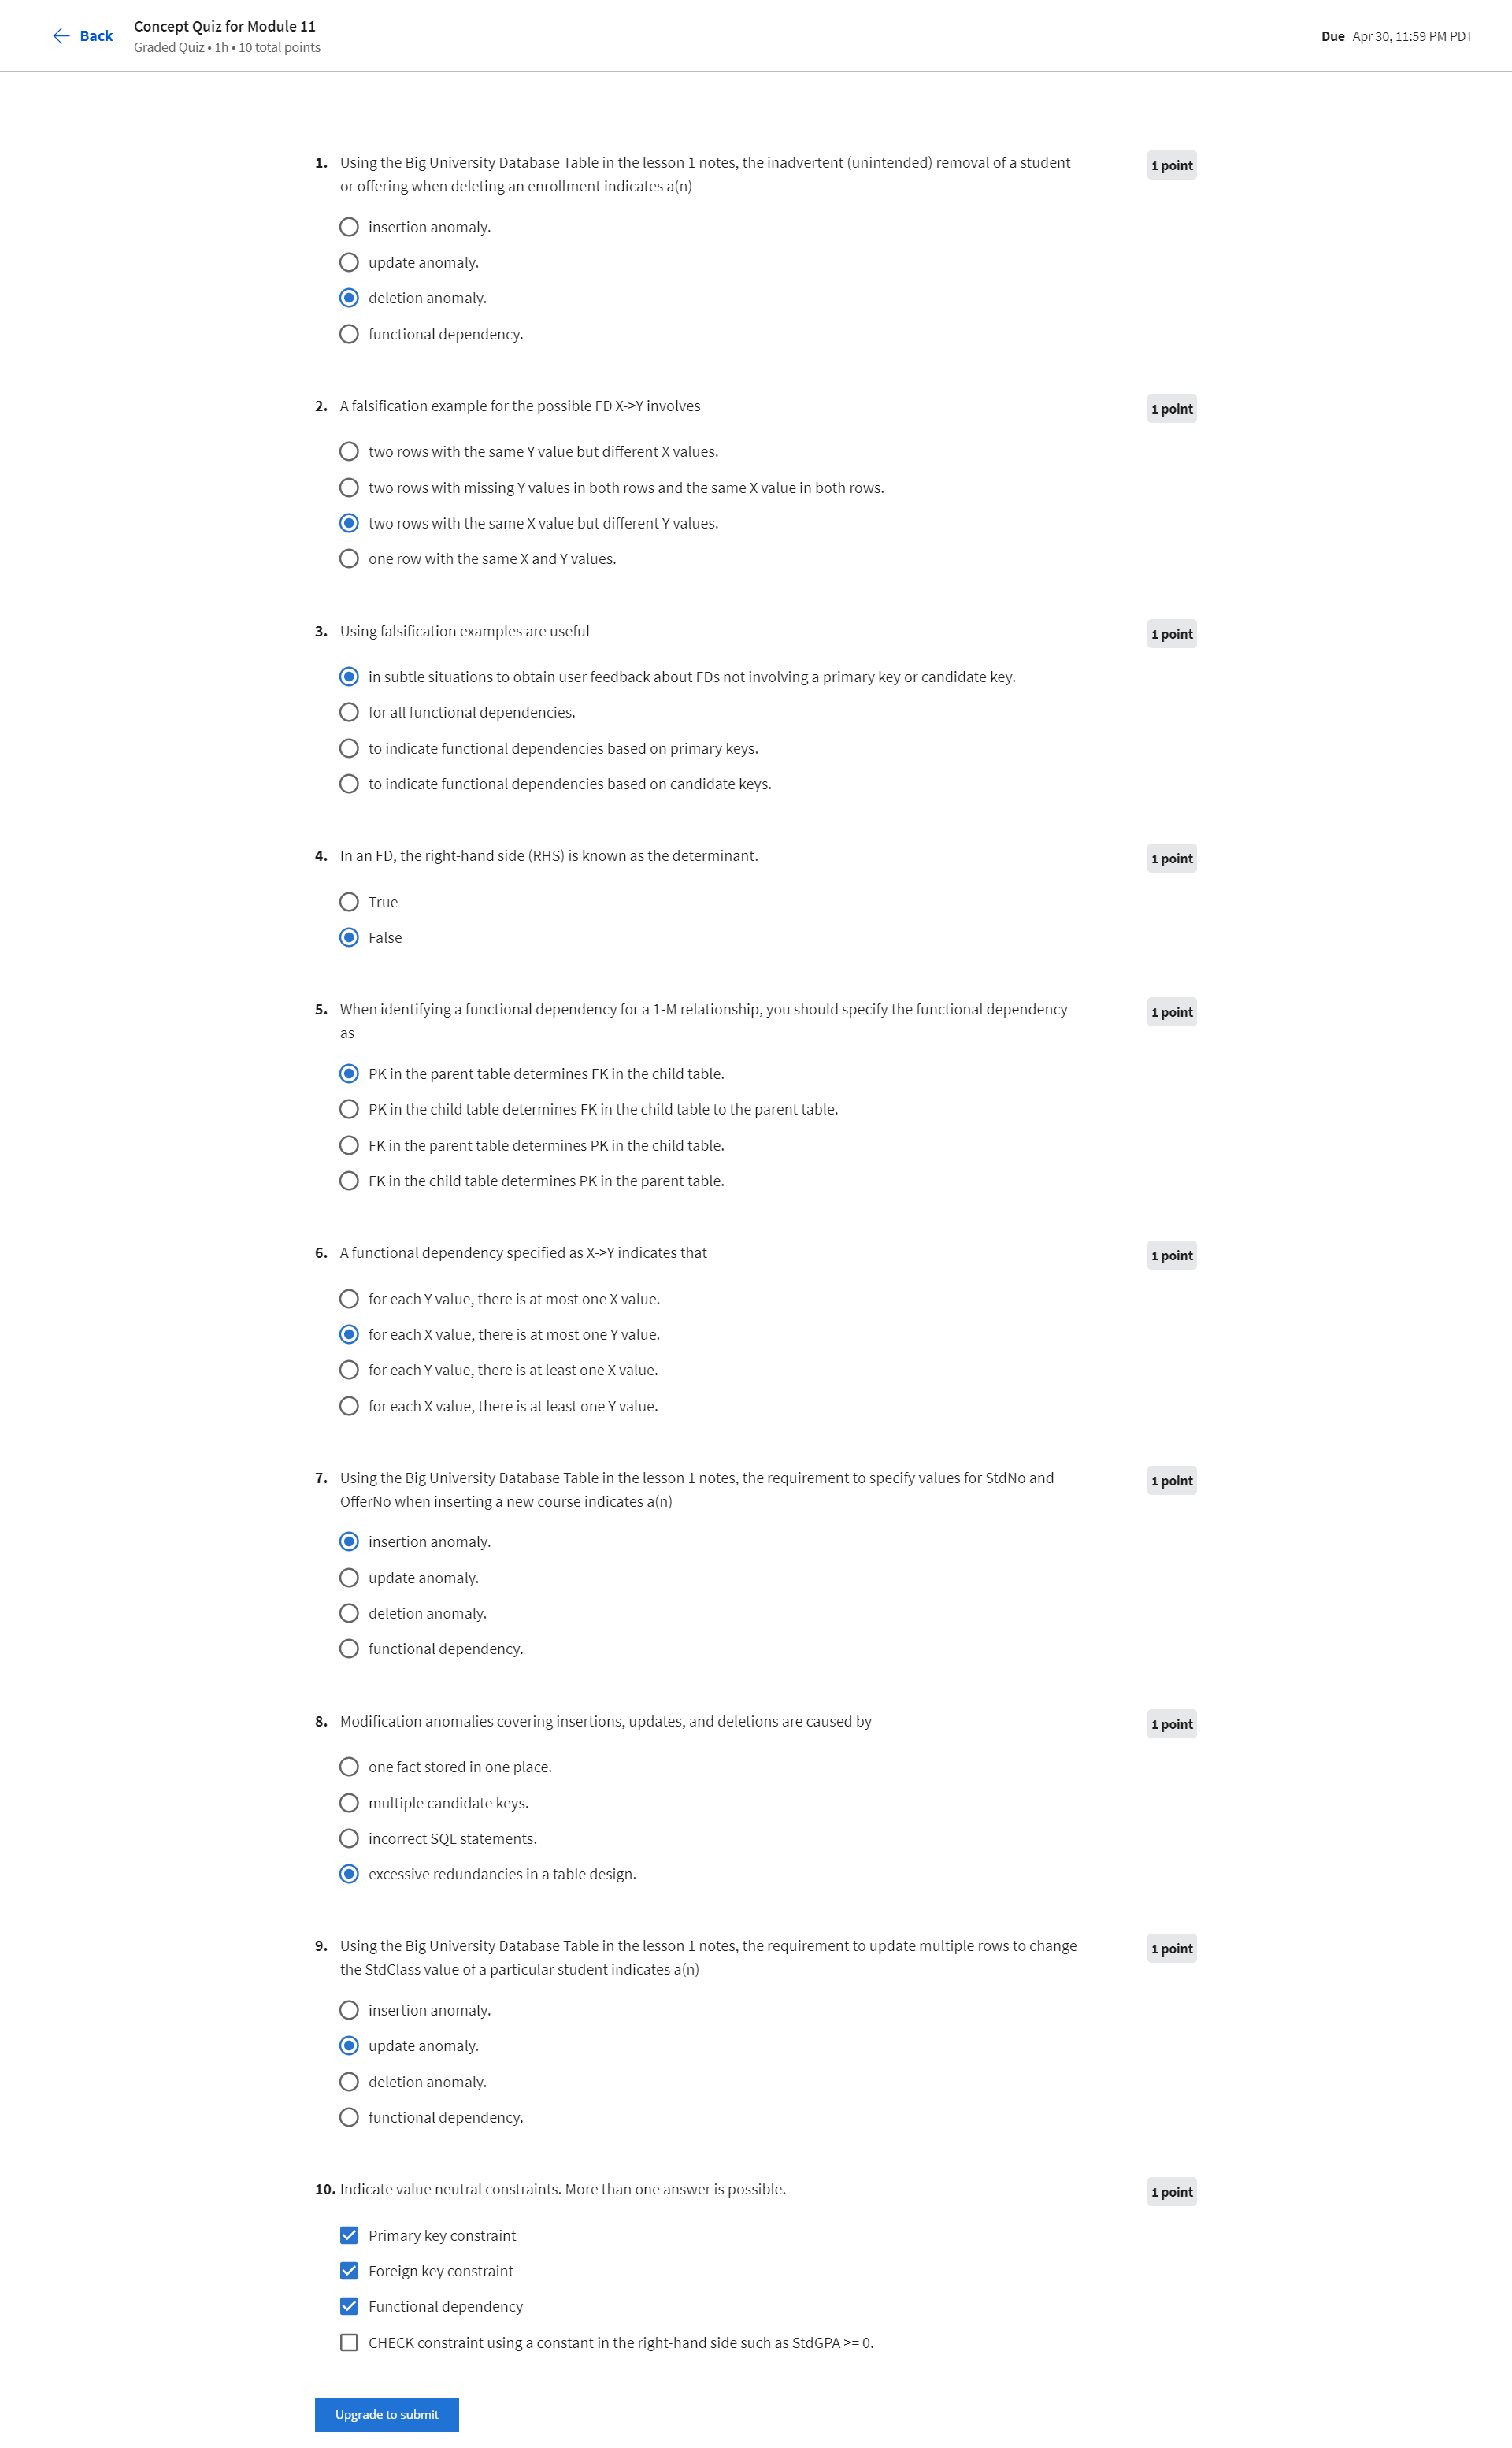 Back
Concept Quiz for Module 11
Graded Quiz • 1h • 10 total points
Due Apr 30, 11:59 PM PDT
1. Using the Big University Database Table in the lesson 1 notes, the inadvertent (unintended) removal of a student
or offering when deleting an enrollment indicates a(n)
1 point
insertion anomaly.
update anomaly.
deletion anomaly.
functional dependency.
2. A falsification example for the possible FD X->Y involves
1 point
two rows with the same Y value but different X values.
two rows with missing Y values in both rows and the same X value in both rows.
two rows with the same X value but different Y values.
one row with the same X and Y values.
3. Using falsification examples are useful
1 point
in subtle situations to obtain user feedback about FDs not involving a primary key or candidate key.
for all functional dependencies.
to indicate functional dependencies based on primary keys.
to indicate functional dependencies based on candidate keys.
4. In an FD, the right-hand side (RHS) is known as the determinant.
1 point
True
False
5. When identifying a functional dependency for a 1-M relationship, you should specify the functional dependency
as
1 point
PK in the parent table determines FK in the child table.
PK in the child table determines FK in the child table to the parent table.
FK in the parent table determines PK in the child table.
FK in the child table determines PK in the parent table.
6. A functional dependency specified as X->Y indicates that
1 point
for each Y value, there is at most one X value.
for each X value, there is at most one Y value.
for each Y value, there is at least one X value.
for each X value, there is at least one Y value.
7. Using the Big University Database Table in the lesson 1 notes, the requirement to specify values for StdNo and
OfferNo when inserting a new course indicates a(n)
1 point
insertion anomaly.
update anomaly.
deletion anomaly.
functional dependency.
8. Modification anomalies covering insertions, updates, and deletions are caused by
1 point
one fact stored in one place.
multiple candidate keys.
incorrect SQL statements.
excessive redundancies in a table design.
9. Using the Big University Database Table in the lesson 1 notes, the requirement to update multiple rows to change
the StdClass value of a particular student indicates a(n)
1 point
insertion anomaly.
update anomaly.
deletion anomaly.
functional dependency.
10. Indicate value neutral constraints. More than one answer is possible.
1 point
Primary key constraint
Foreign key constraint
Functional dependency
CHECK constraint using a constant in the right-hand side such as StdGPA >= 0.
Upgrade to submit